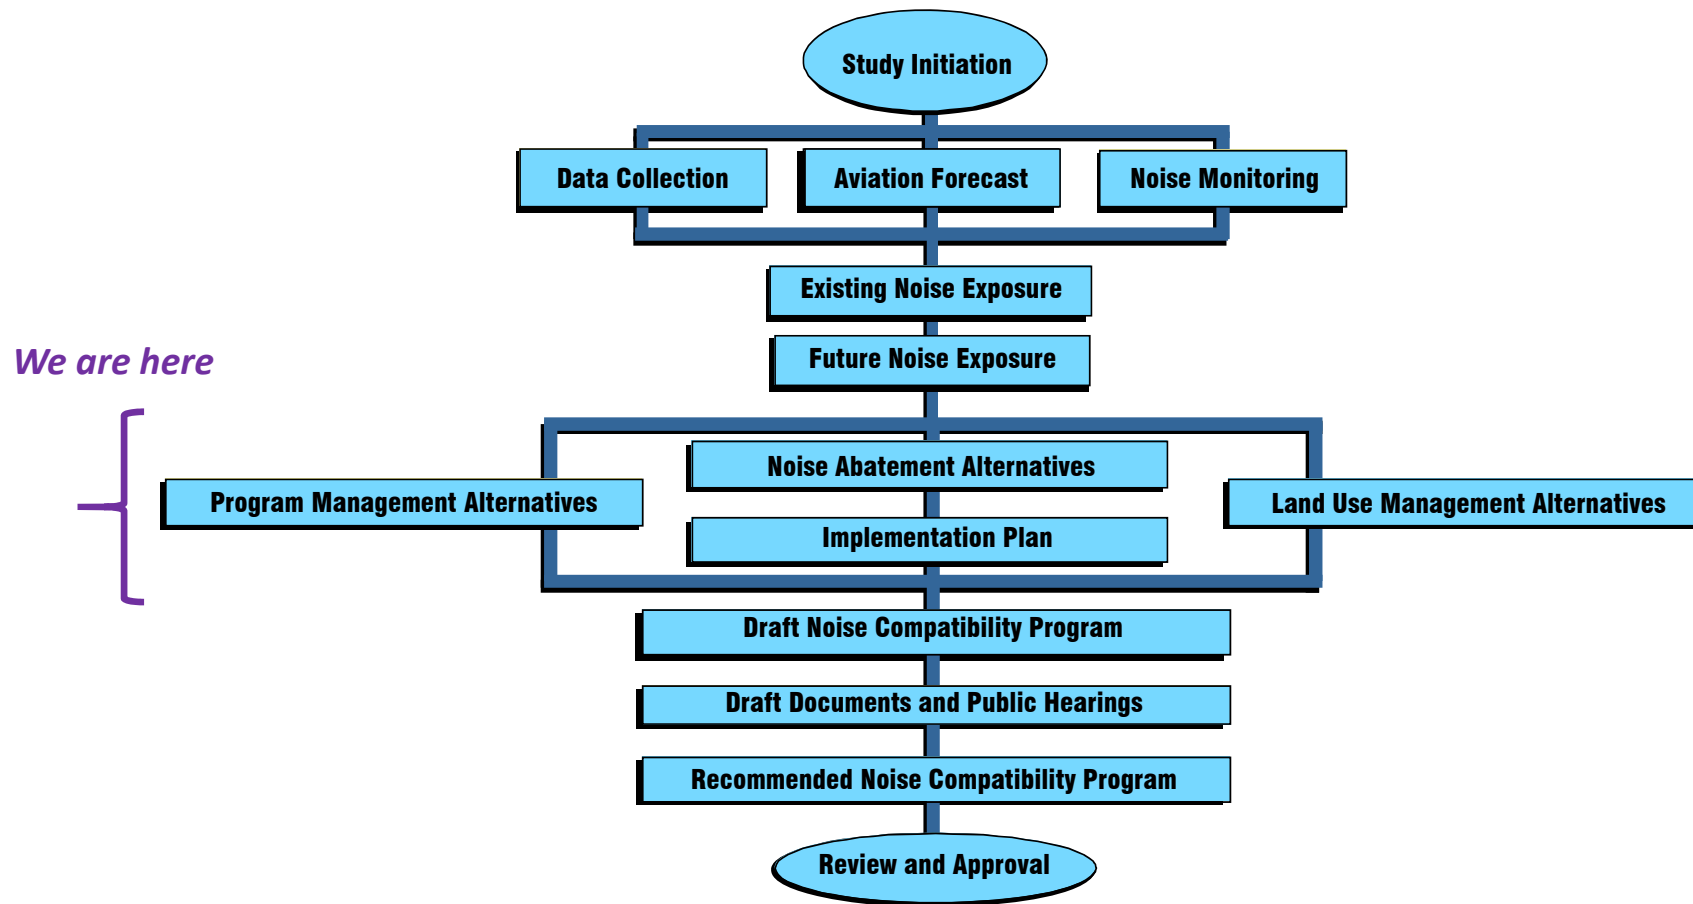 Study Initiation
Data Collection
Aviation Forecast
Noise Monitoring
Existing Noise Exposure
Future Noise Exposure
We are here
Noise Abatement Alternatives
Program Management Alternatives
Land Use Management Alternatives
Implementation Plan
Draft Noise Compatibility Program
Draft Documents and Public Hearings
Recommended Noise Compatibility Program
Review and Approval